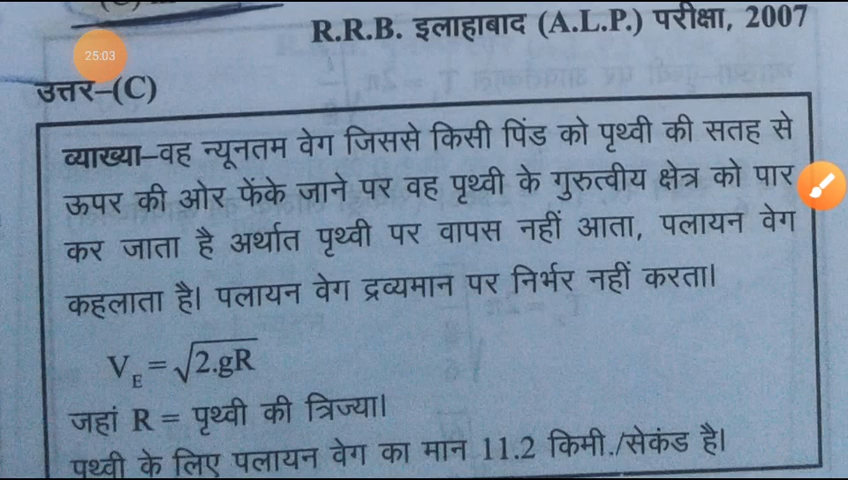 R.R.B. इलाहाबाद (A.L.P.) परीक्षा, 2007
25:03
उत्तर–(C)
व्याख्या–वह न्यूनतम वेग जिससे किसी पिंड को पृथ्वी की सतह से
ऊपर की ओर फेंके जाने पर वह पृथ्वी के गुरुत्वीय क्षेत्र को पार
कर जाता है अर्थात पृथ्वी पर वापस नहीं आता, पलायन वेग
कहलाता है। पलायन वेग द्रव्यमान पर निर्भर नहीं करता।
V_E = √2.gR
जहां R = पृथ्वी की त्रिज्या।
पृथ्वी के लिए पलायन वेग का मान 11.2 किमी./सेकंड है।